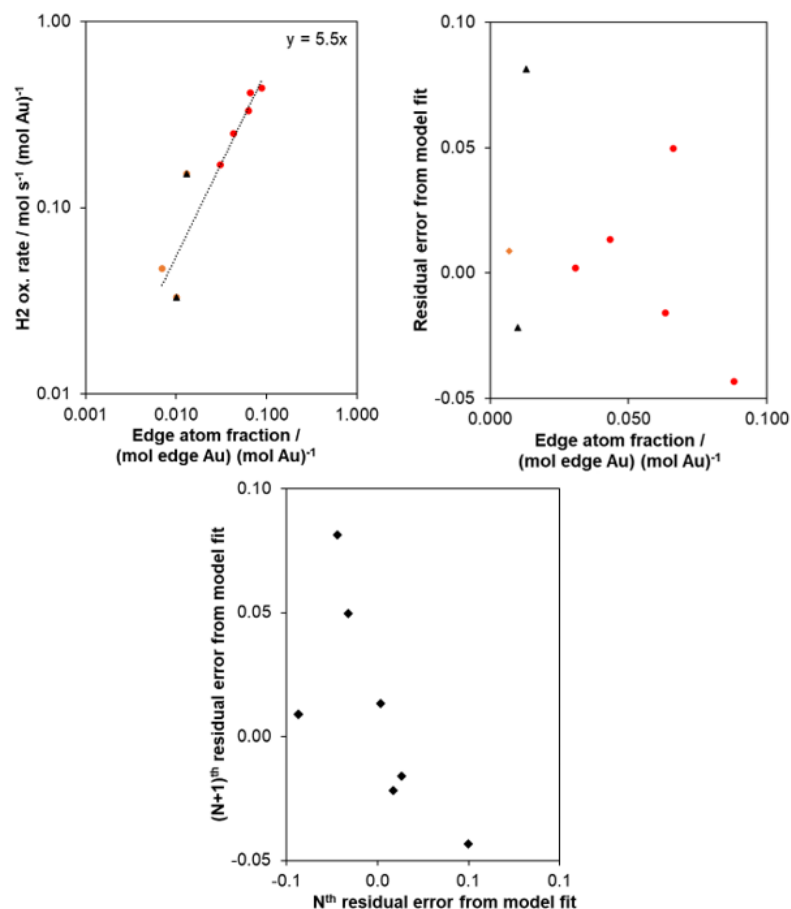 1.00
y = 5.5x
0.10
0.01
0.001
0.010
0.100
1.000
H2 ox. rate / mol s⁻¹ (mol Au)⁻¹
Edge atom fraction /
(mol edge Au) (mol Au)⁻¹
0.10
0.05
0.00
-0.05
0.000
0.050
0.100
Residual error from model fit
Edge atom fraction /
(mol edge Au) (mol Au)⁻¹
0.10
0.05
0.00
-0.05
-0.1
0.0
0.1
0.1
(N+1)ᵗʰ residual error from model fit
Nᵗʰ residual error from model fit